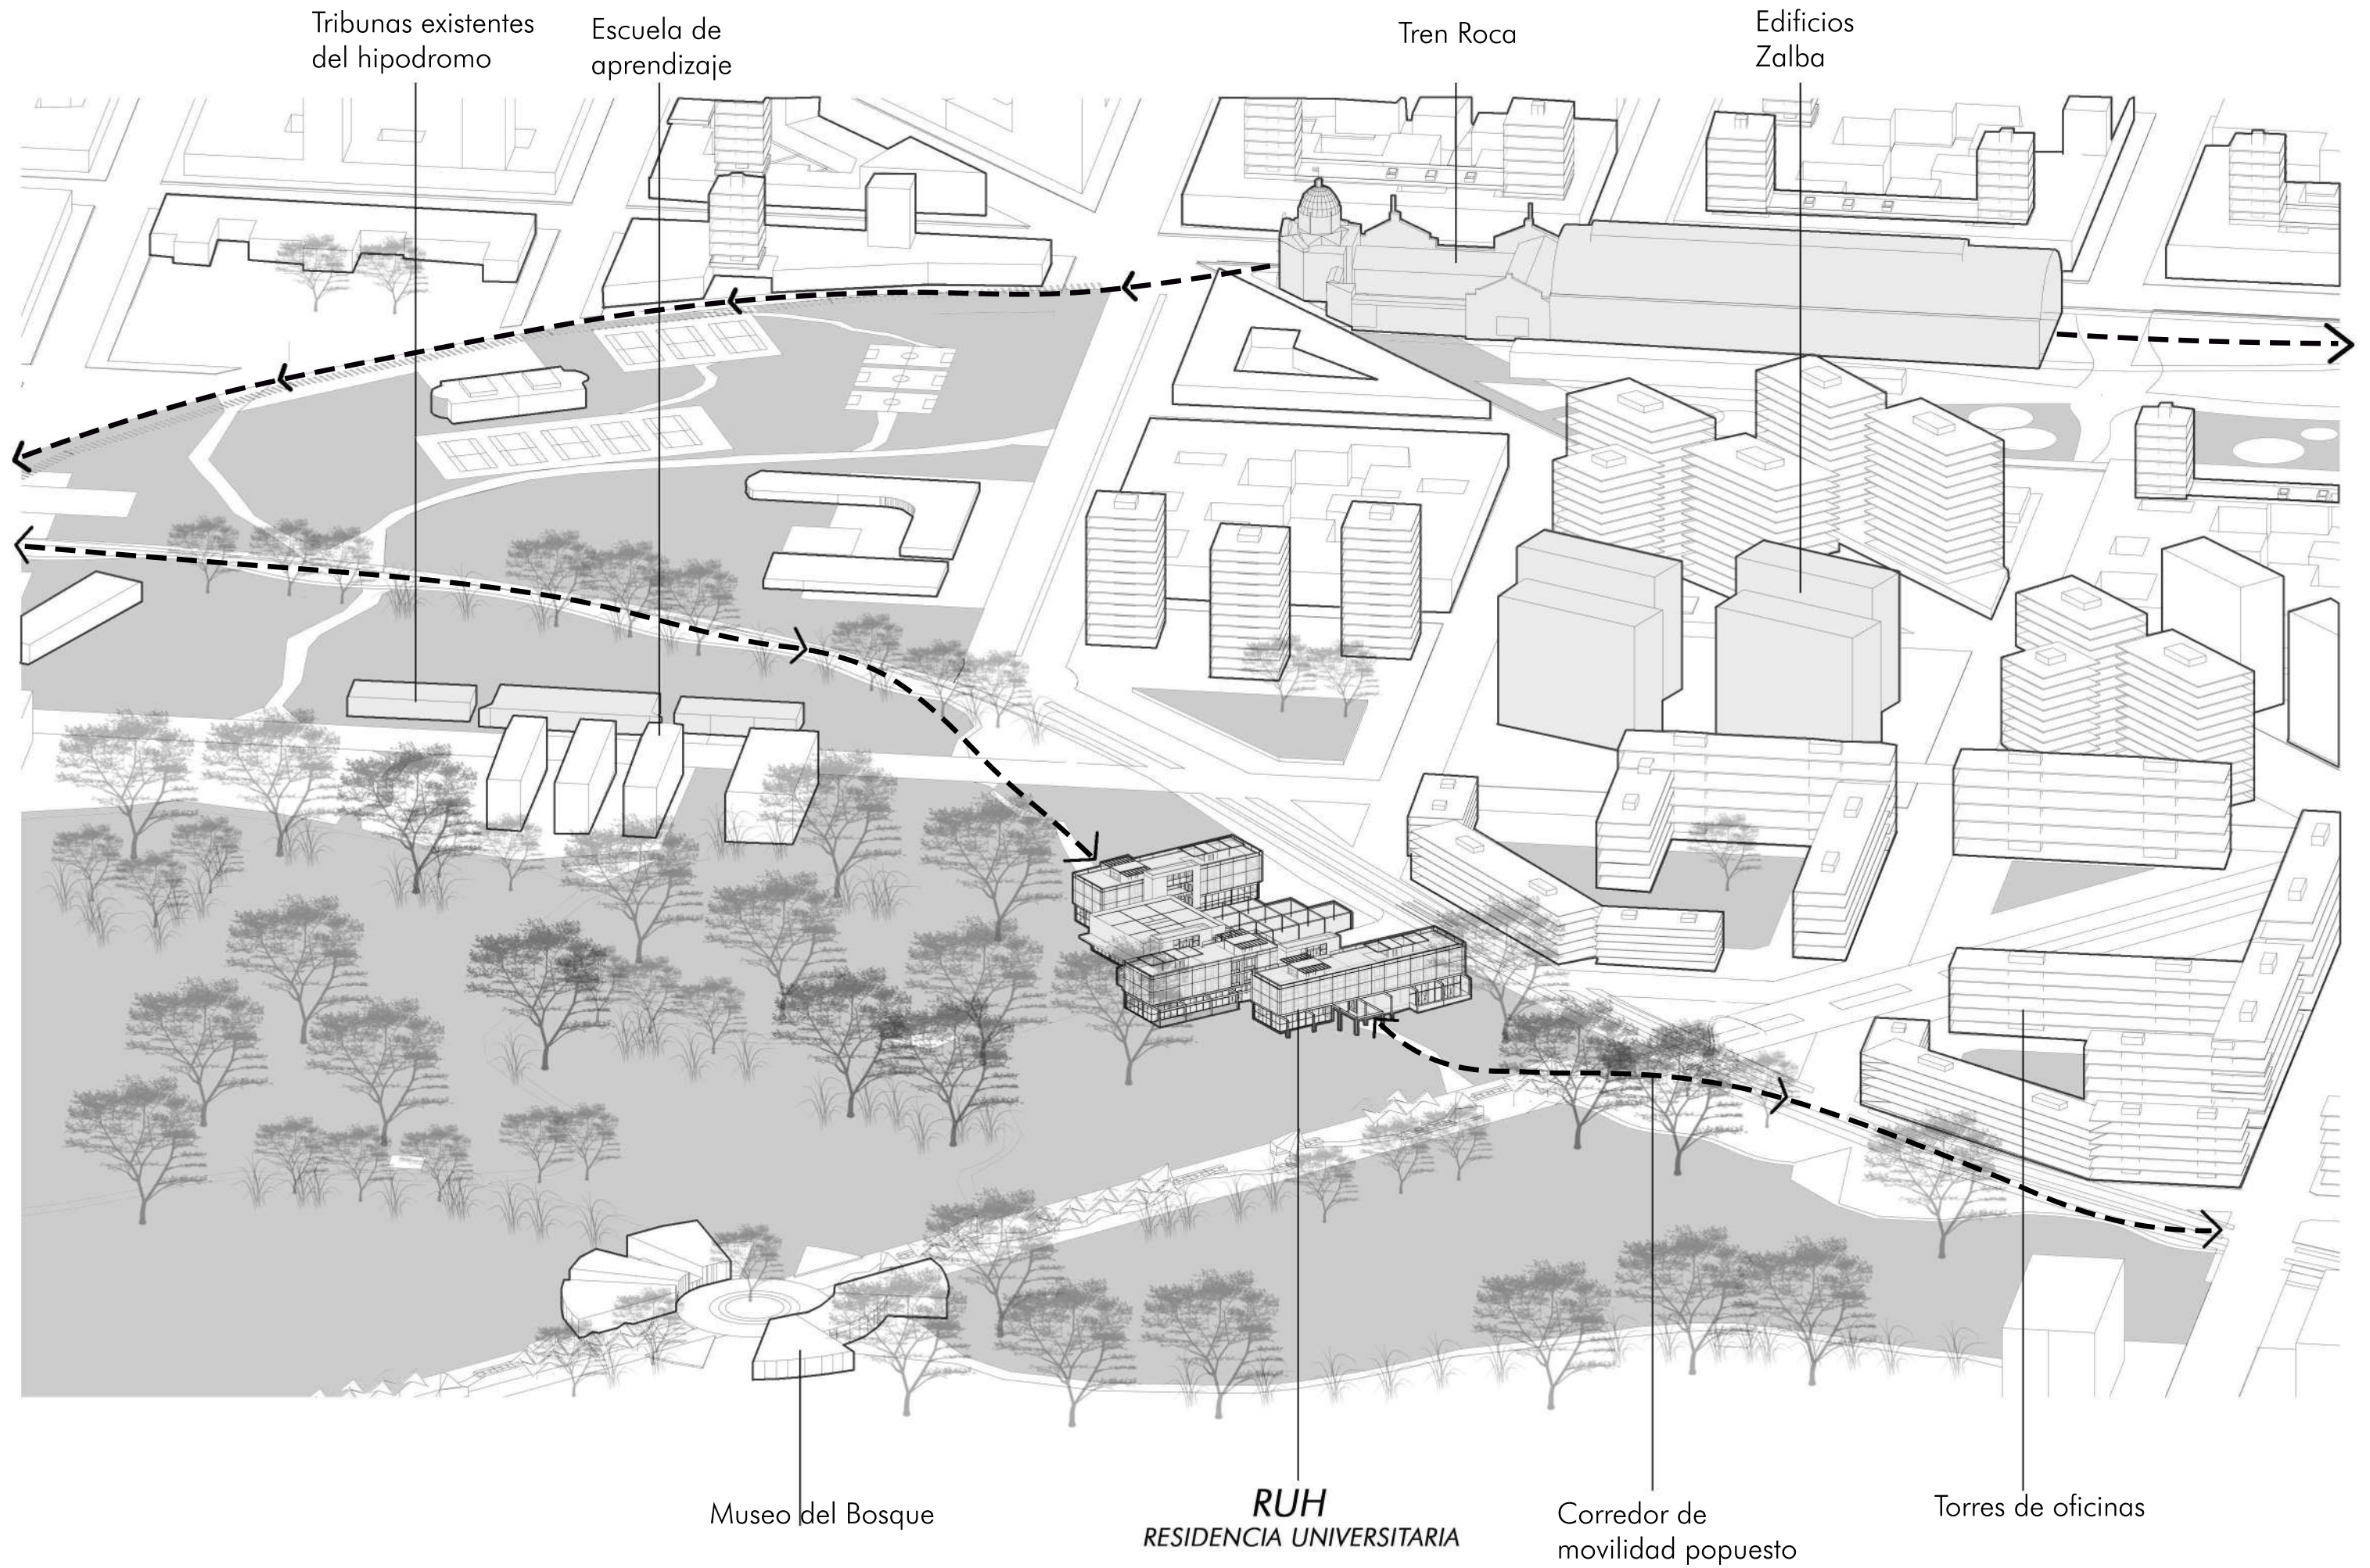 Tribunas existentes
del hipodromo
Escuela de
aprendizaje
Tren Roca
Edificios
Zalba
Museo del Bosque
RUH
RESIDENCIA UNIVERSITARIA
Corredor de
movilidad popuesto
Torres de oficinas